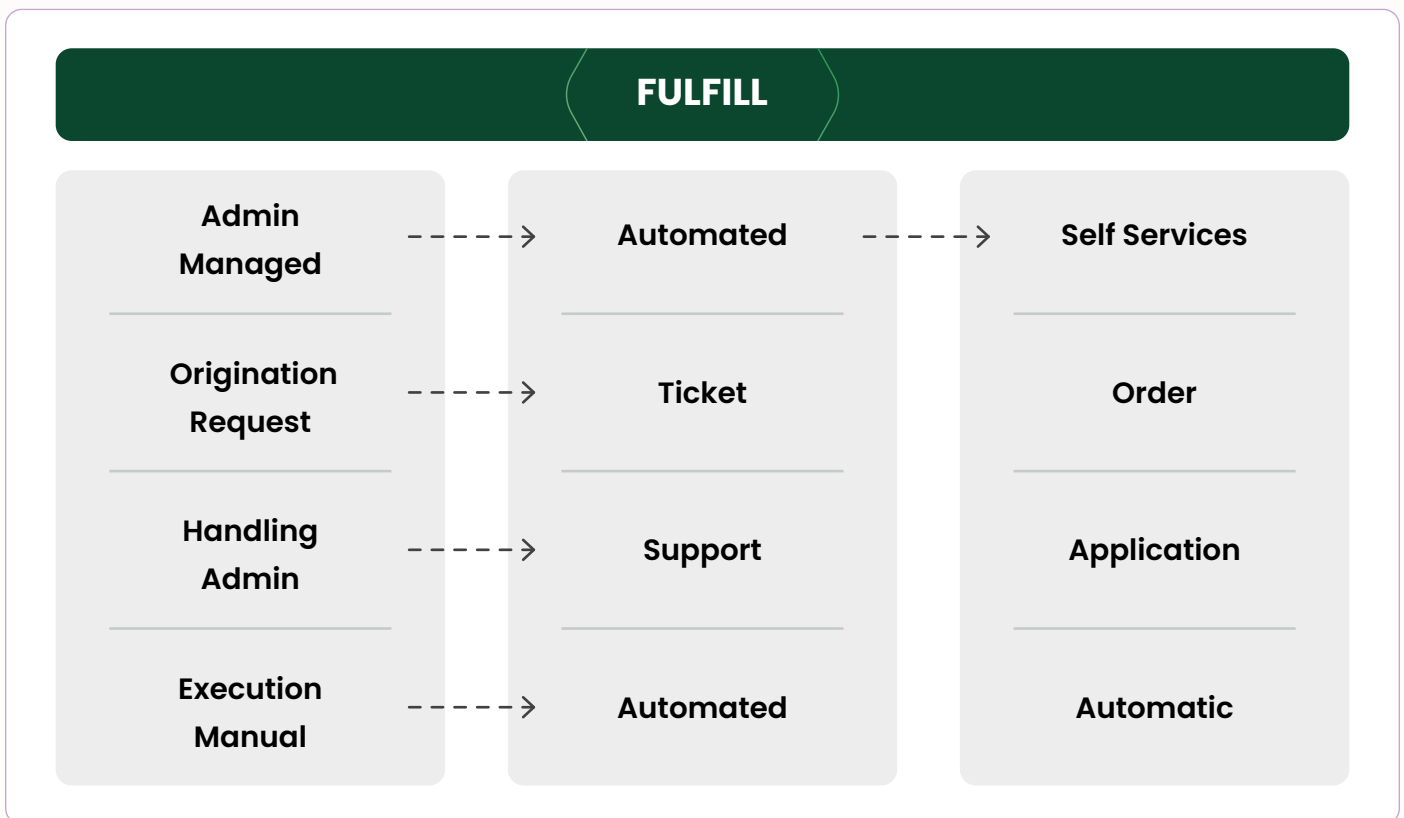 FULFILL
Admin
Managed
Automated
Self Services
Origination
Request
Ticket
Order
Handling
Admin
Support
Application
Execution
Manual
Automated
Automatic